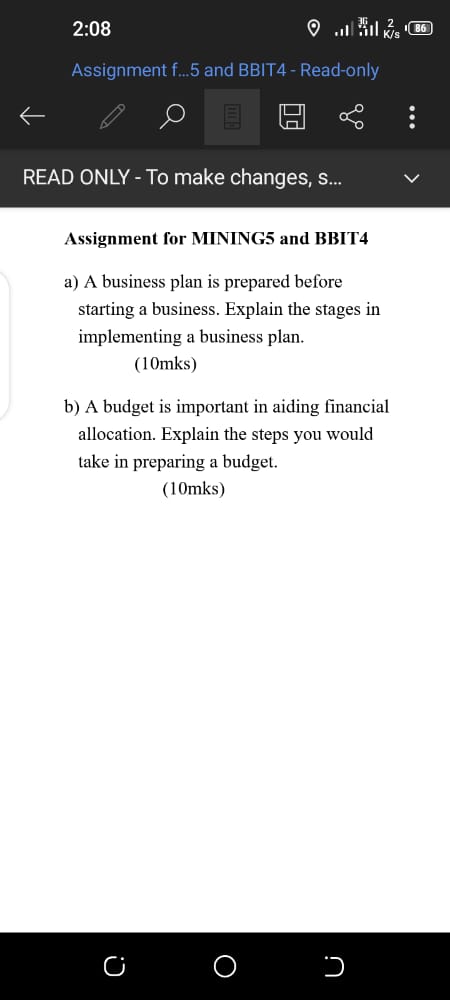 2:08 3G 2 K/s 86
Assignment f...5 and BBIT4 - Read-only
READ ONLY - To make changes, s...
Assignment for MINING5 and BBIT4
a) A business plan is prepared before
starting a business. Explain the stages in
implementing a business plan.
(10mks)
b) A budget is important in aiding financial
allocation. Explain the steps you would
take in preparing a budget.
(10mks)